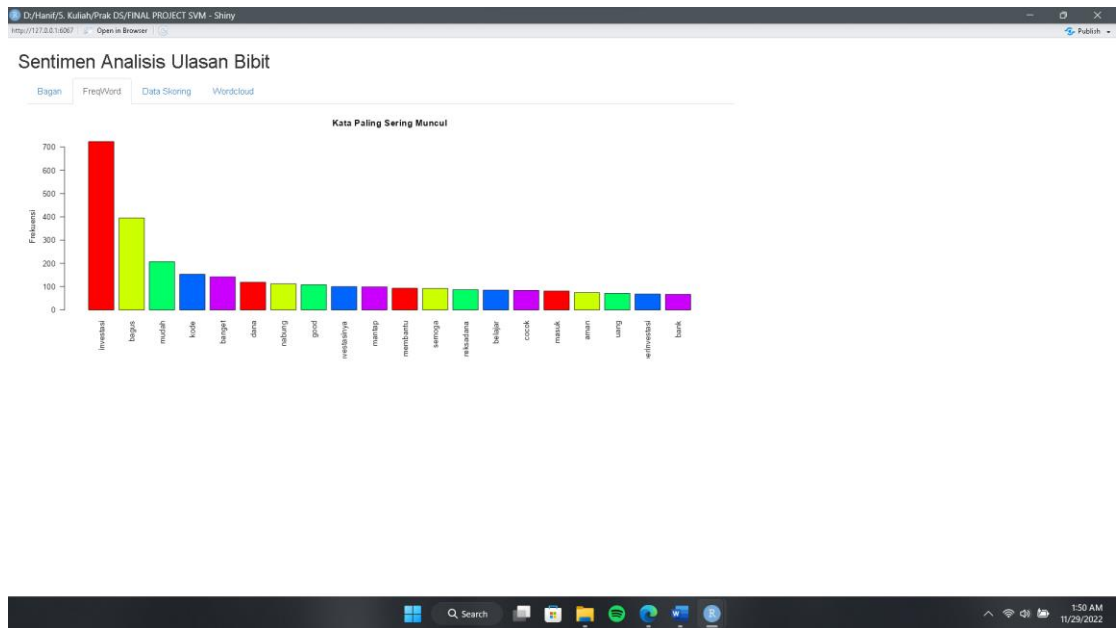 D:/Hanif/S. Kuliah/Prak DS/FINAL PROJECT SVM - Shiny
http://127.0.0.1:6067 Open in Browser
Publish
Sentimen Analisis Ulasan Bibit
Bagan FreqWord Data Skoring Wordcloud
Kata Paling Sering Muncul
Frekuensi
700
600
500
400
300
200
100
0
investasi
bagus
mudah
kode
banget
dana
nabung
good
vestasinya
mantap
membantu
semoga
reksadana
belajar
cocok
masuk
aman
uang
erinvestasi
bank
Search
1:50 AM
11/29/2022